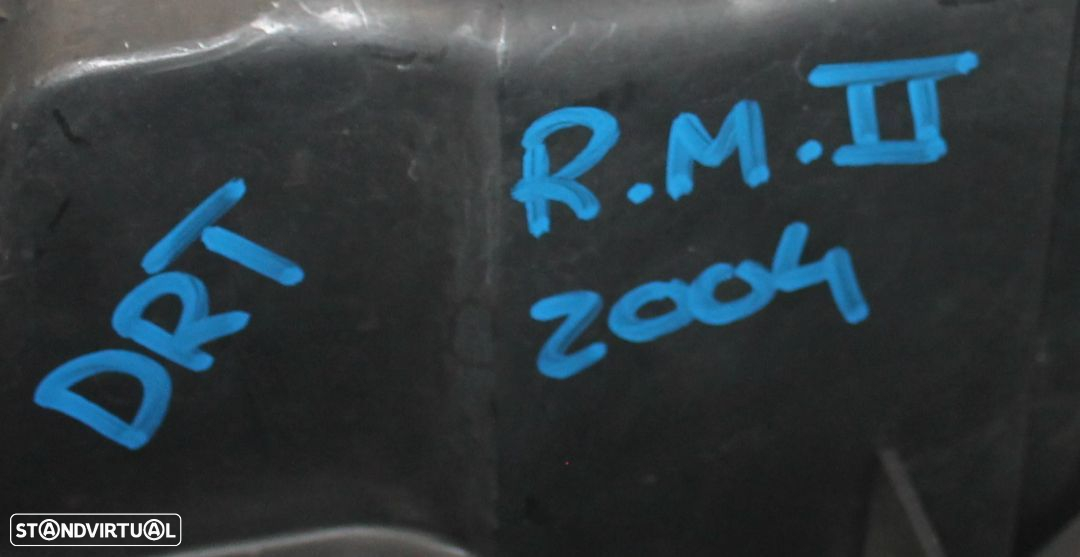 DRT
R.M.II
2004
STANDVIRTUAL